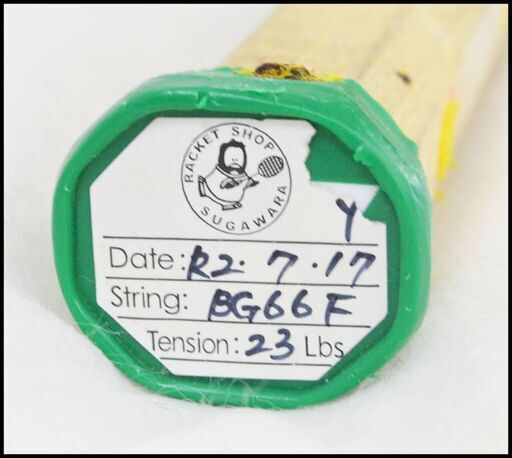 RACKET SHOP
SUGAWARA
Y
Date: R2.7.17
String: BG66F
Tension: 23 Lbs